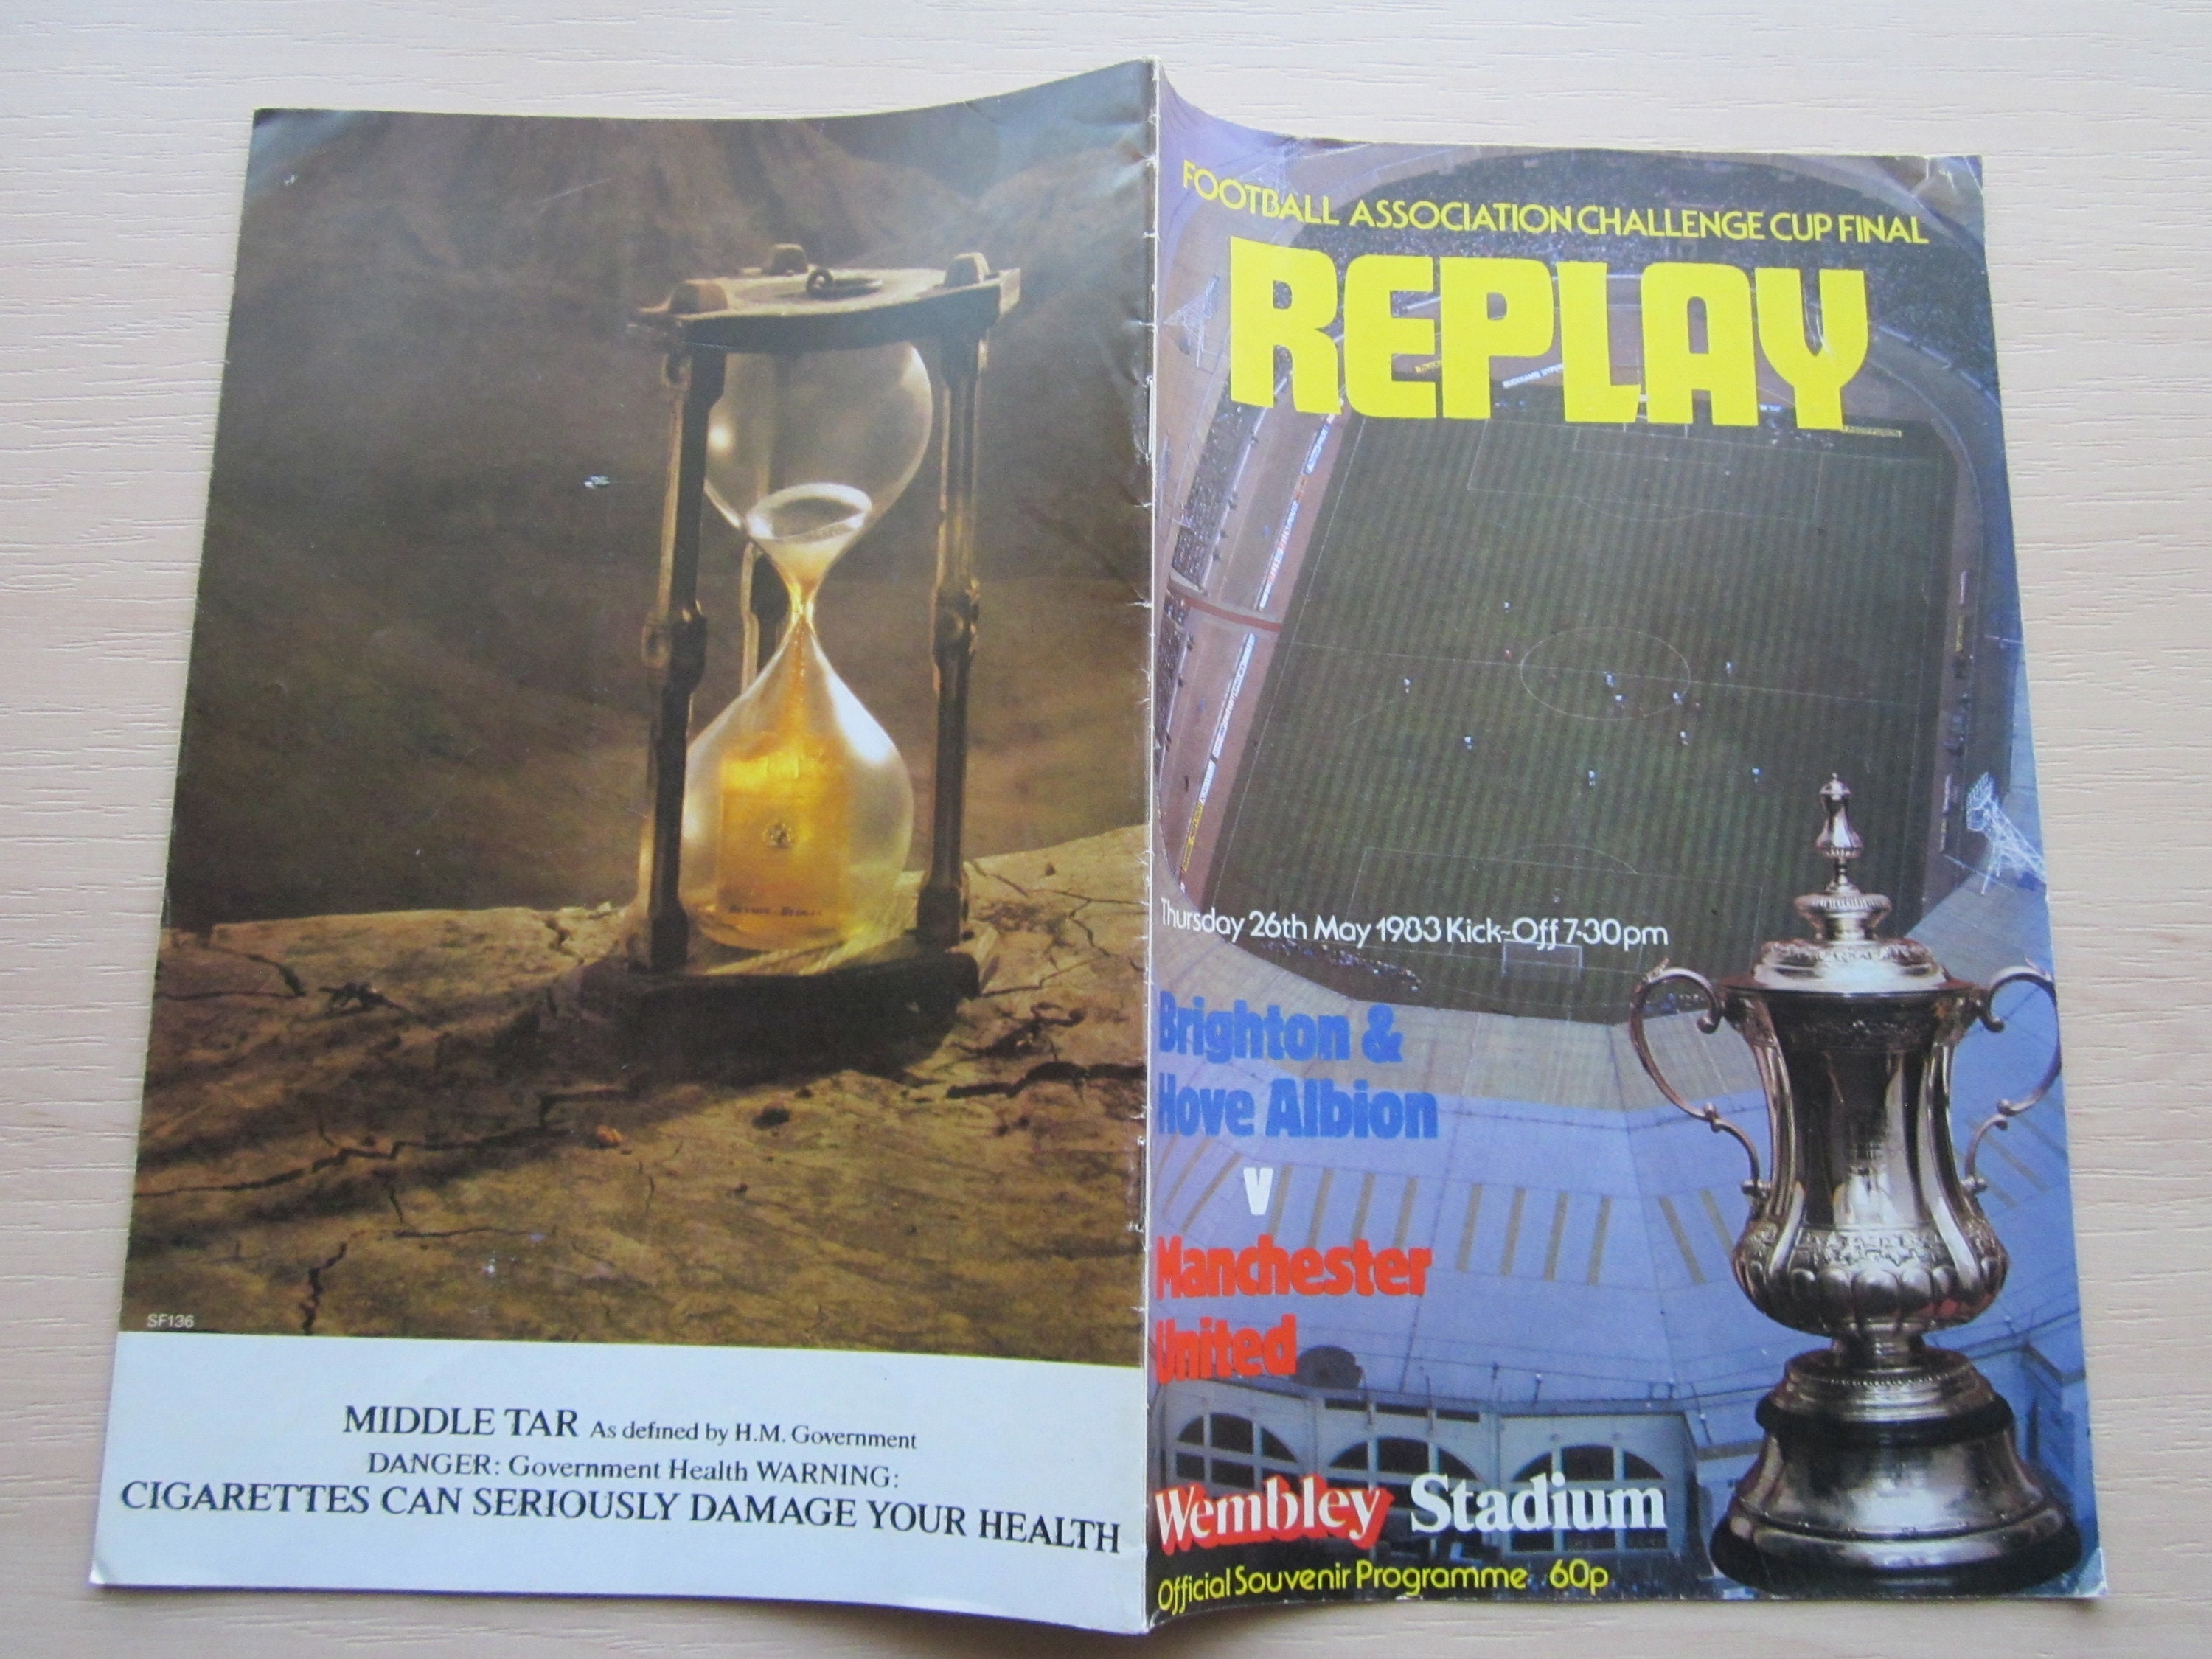 SF136
MIDDLE TAR As defined by H.M. Government
DANGER: Government Health WARNING:
CIGARETTES CAN SERIOUSLY DAMAGE YOUR HEALTH
FOOTBALL ASSOCIATION CHALLENGE CUP FINAL
REPLAY
Thursday 26th May 1983 Kick-Off 7·30pm
Brighton &
Hove Albion
v
Manchester
United
Wembley Stadium
Official Souvenir Programme 60p